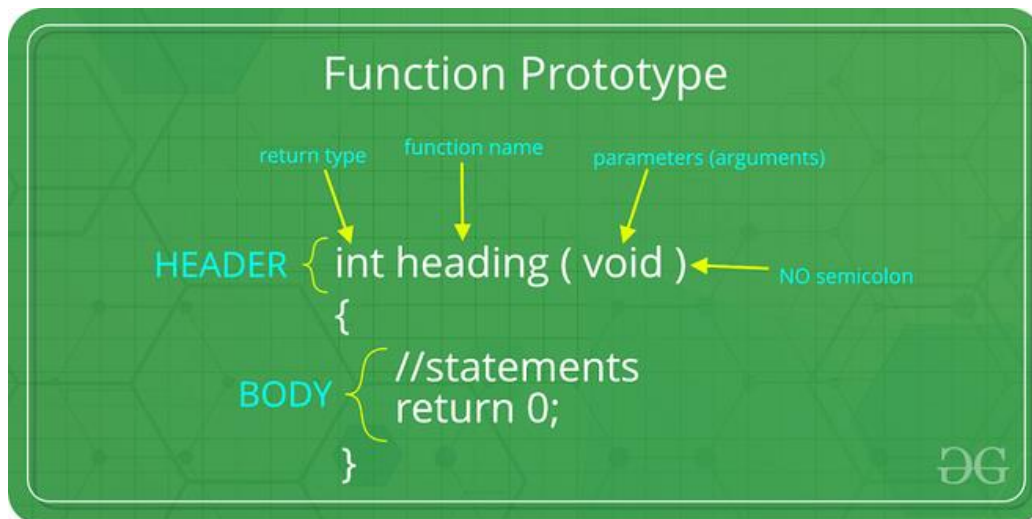 Function Prototype
return type function name parameters (arguments)
HEADER { int heading ( void ) NO semicolon
{
//statements
BODY { return 0;
}
GG